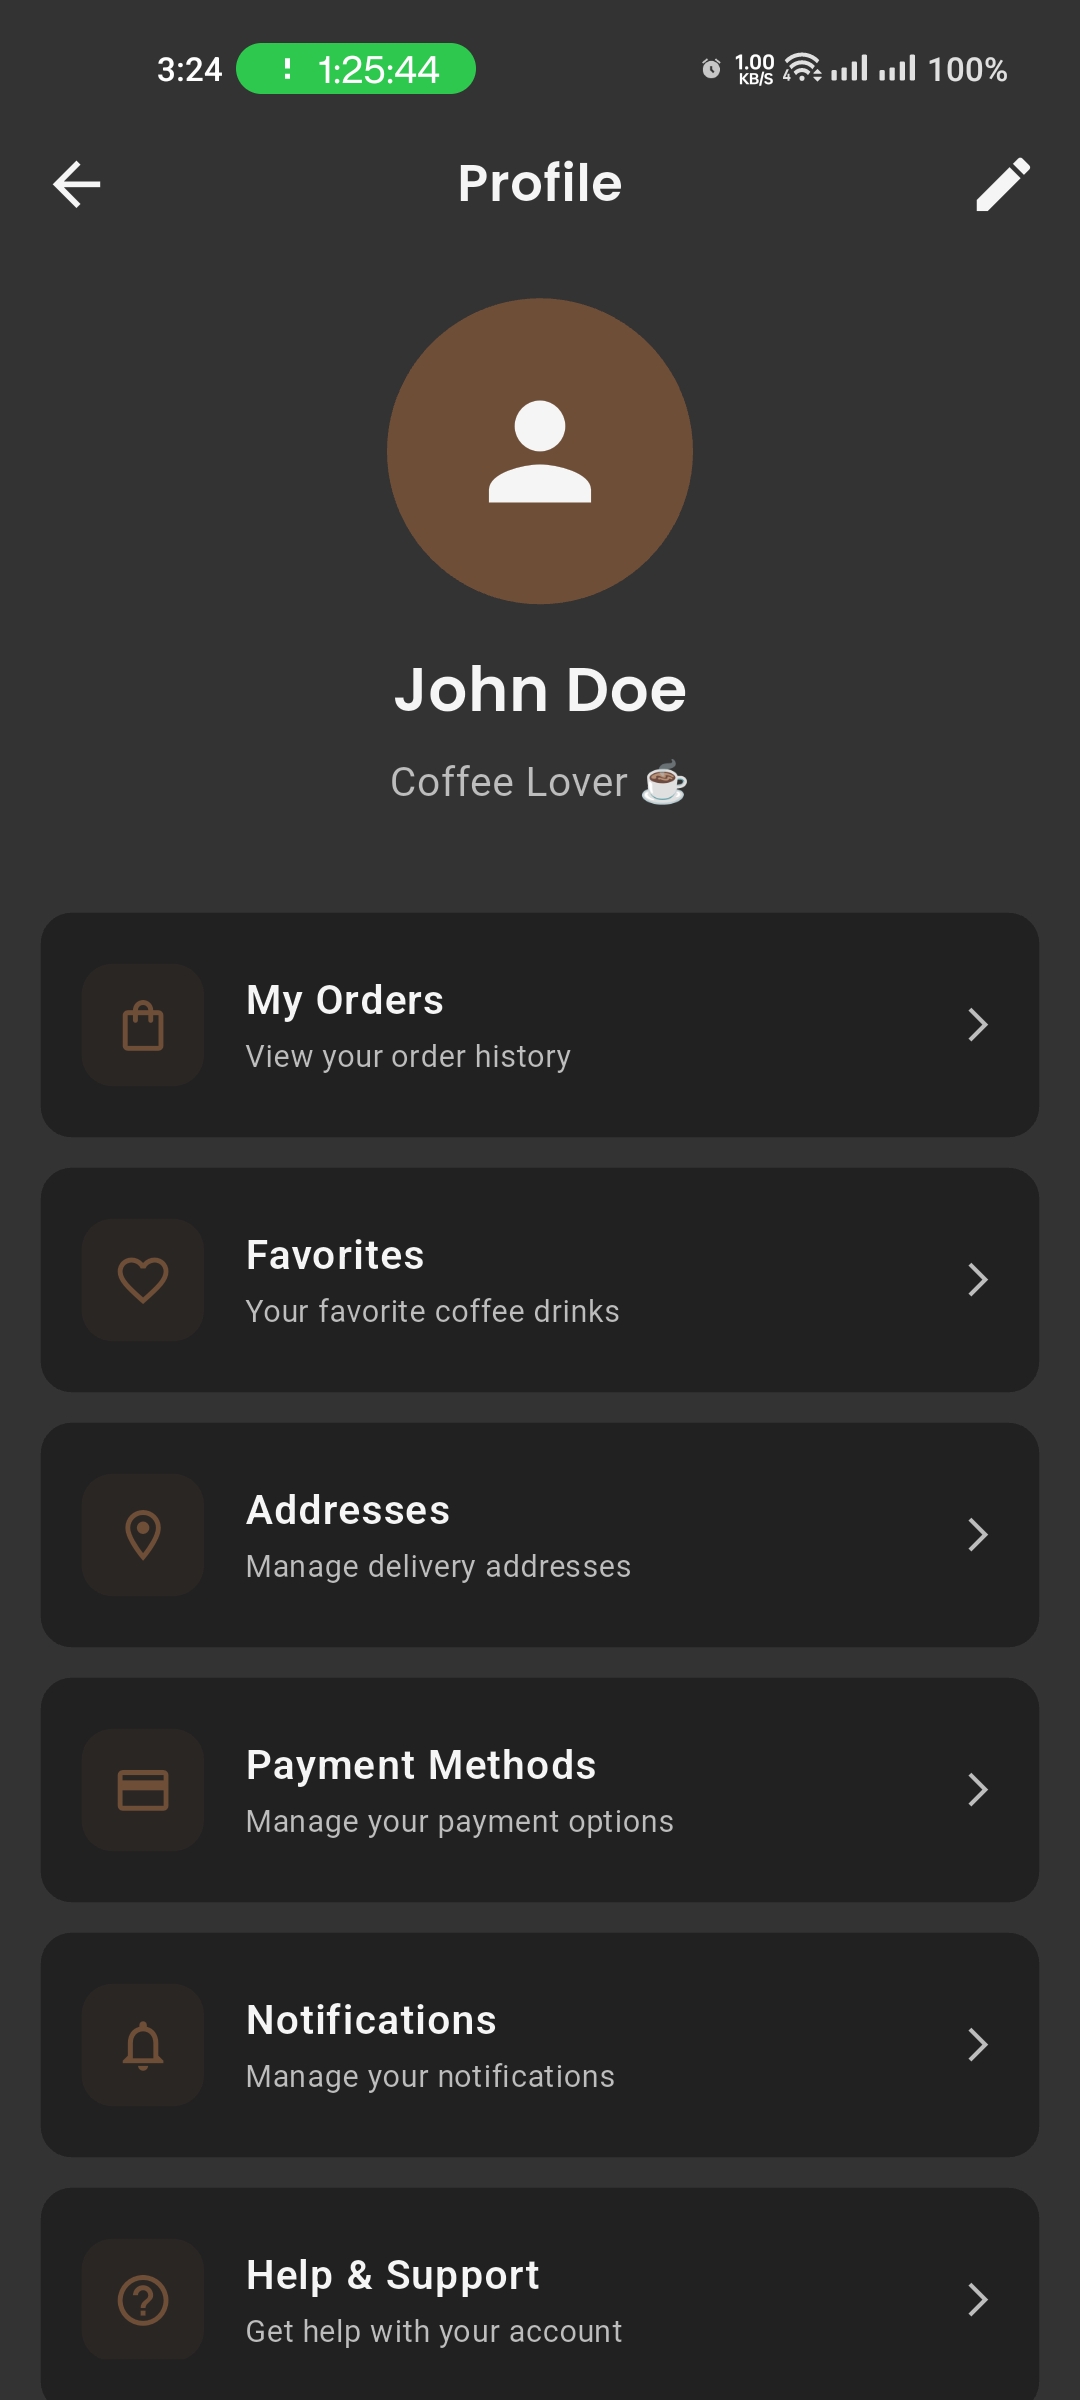 3:24 1:25:44 1.00 KB/S 4 100%
Profile
John Doe
Coffee Lover ☕
My Orders
View your order history
Favorites
Your favorite coffee drinks
Addresses
Manage delivery addresses
Payment Methods
Manage your payment options
Notifications
Manage your notifications
Help & Support
Get help with your account